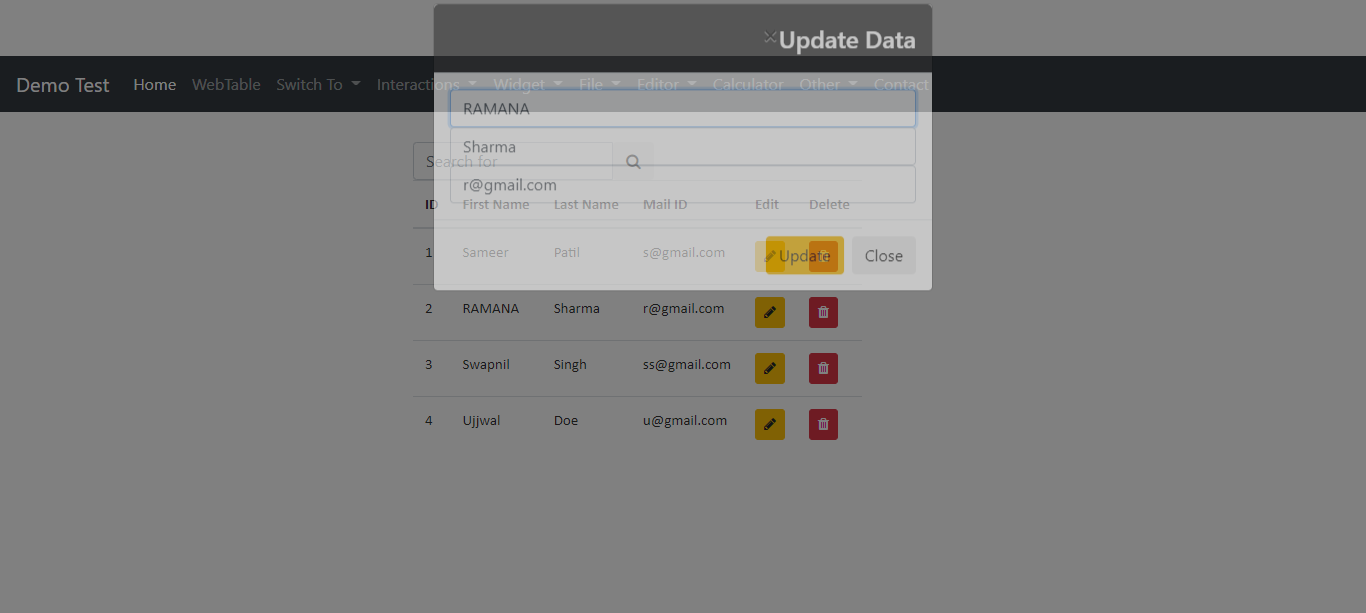 ×Update Data
Demo Test Home WebTable Switch To Interactions Widget File Editor Calculator Other Contact
RAMANA
Sharma
Search for
r@gmail.com
ID First Name Last Name Mail ID Edit Delete
1 Sameer Patil s@gmail.com
Update Close
2 RAMANA Sharma r@gmail.com
3 Swapnil Singh ss@gmail.com
4 Ujjwal Doe u@gmail.com